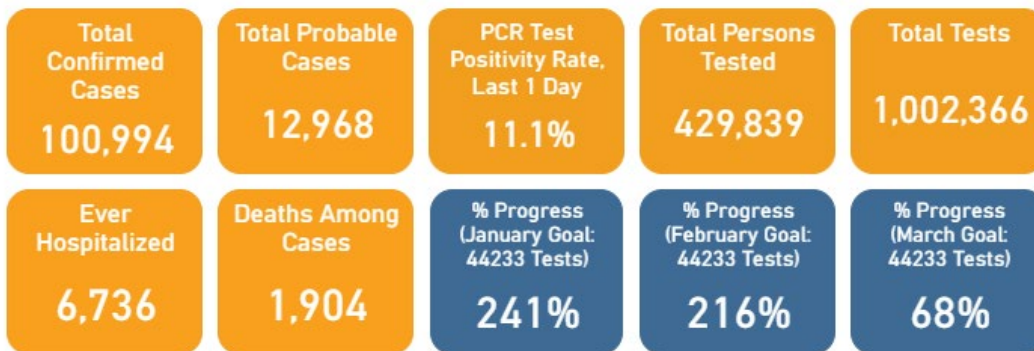 Total
Confirmed
Cases
100,994
Total Probable
Cases
12,968
PCR Test
Positivity Rate,
Last 1 Day
11.1%
Total Persons
Tested
429,839
Total Tests
1,002,366
Ever
Hospitalized
6,736
Deaths Among
Cases
1,904
% Progress
(January Goal:
44233 Tests)
241%
% Progress
(February Goal:
44233 Tests)
216%
% Progress
(March Goal:
44233 Tests)
68%